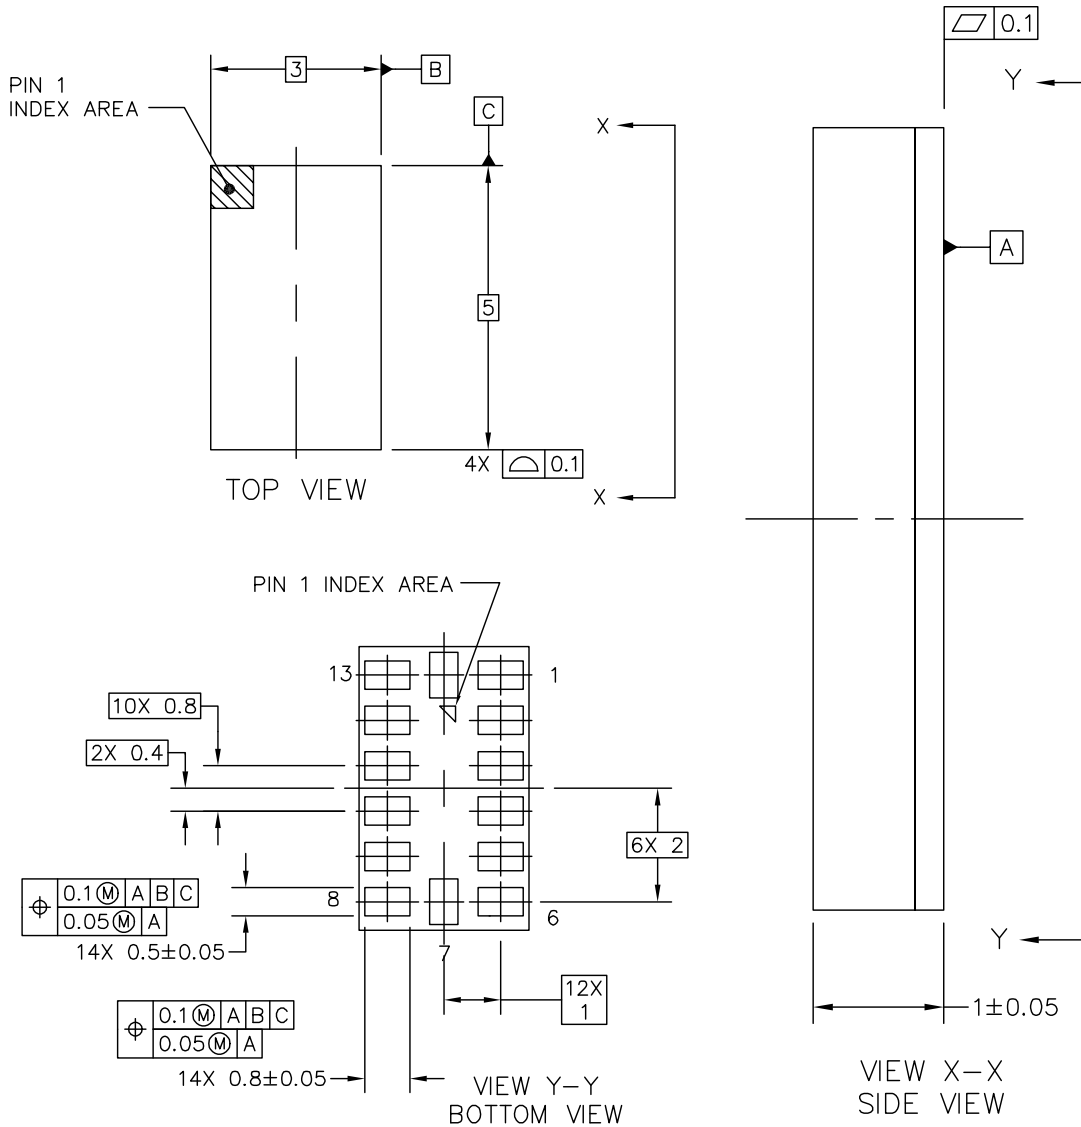 0.1
Y
3
B
PIN 1
INDEX AREA
C
X
A
5
4X 0.1
X
TOP VIEW
PIN 1 INDEX AREA
13
1
10X 0.8
2X 0.4
6X 2
0.1 Ⓜ A B C
0.05 Ⓜ A
8
6
14X 0.5±0.05
7
Y
12X
1
0.1 Ⓜ A B C
0.05 Ⓜ A
1±0.05
14X 0.8±0.05
VIEW Y-Y
BOTTOM VIEW
VIEW X-X
SIDE VIEW